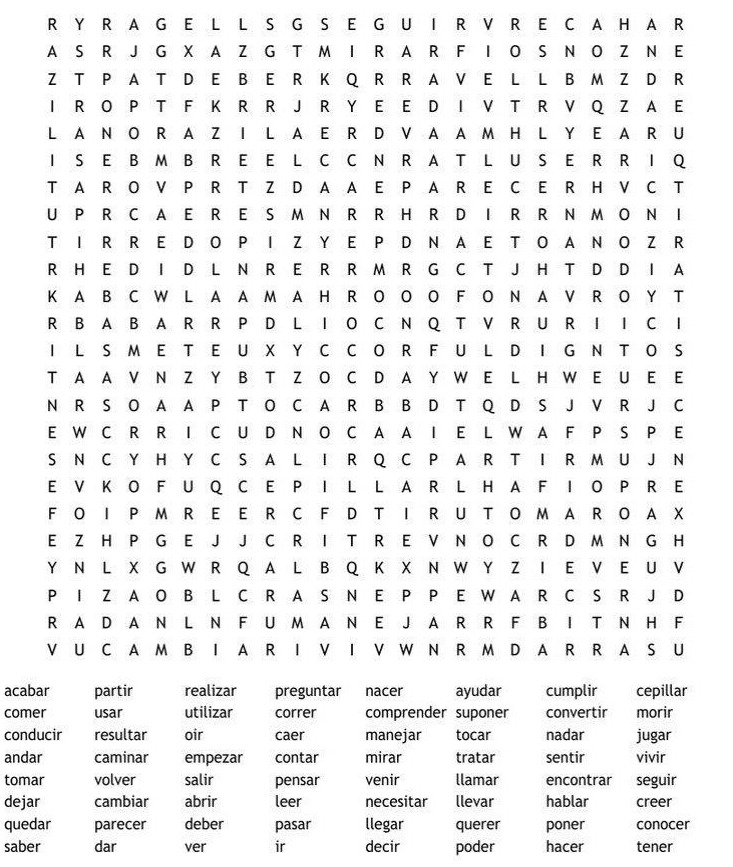 R Y R A G E L L S G S E G U I R V R E C A H A R
A S R J G X A Z G T M I R A R F I O S N O Z N E
Z T P A T D E B E R K Q R R A V E L L B M Z D R
I R O P T F K R R J R Y E E D I V T R V Q Z A E
L A N O R A Z I L A E R D V A A M H L Y E A R U
I S E B M B R E E L C C N R A T L U S E R R I Q
T A R O V P R T Z D A A E P A R E C E R H V C T
U P R C A E R E S M N R R H R D I R R N M O N I
T I R R E D O P I Z Y E P D N A E T O A N O Z R
R H E D I D L N R E R R M R G C T J H T D D I A
K A B C W L A A M A H R O O O F O N A V R O Y T
R B A B A R R P D L I O C N Q T V R U R I I C I
I L S M E T E U X Y C C O R F U L D I G N T O S
T A A V N Z Y B T Z O C D A Y W E L H W E U E E
N R S O A A P T O C A R B B D T Q D S J V R J C
E W C R R I C U D N O C A A I E L W A F P S P E
S N C Y H Y C S A L I R Q C P A R T I R M U J N
E V K O F U Q C E P I L L A R L H A F I O P R E
F O I P M R E E R C F D T I R U T O M A R O A X
E Z H P G E J J C R I T R E V N O C R D M N G H
Y N L X G W R Q A L B Q K X N W Y Z I E V E U V
P I Z A O B L C R A S N E P P E W A R C S R J D
R A D A N L N F U M A N E J A R R F B I T N H F
V U C A M B I A R I V I V W N R M D A R R A S U
acabar partir realizar preguntar nacer ayudar cumplir cepillar
comer usar utilizar correr comprender suponer convertir morir
conducir resultar oir caer manejar tocar nadar jugar
andar caminar empezar contar mirar tratar sentir vivir
tomar volver salir pensar venir llamar encontrar seguir
dejar cambiar abrir leer necesitar llevar hablar creer
quedar parecer deber pasar llegar querer poner conocer
saber dar ver ir decir poder hacer tener